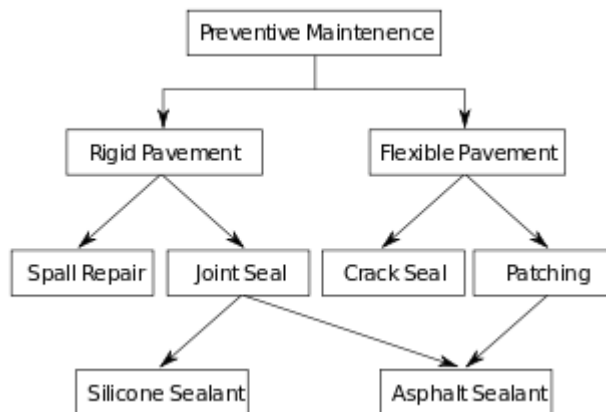 Preventive Maintenence
Rigid Pavement
Flexible Pavement
Spall Repair
Joint Seal
Crack Seal
Patching
Silicone Sealant
Asphalt Sealant